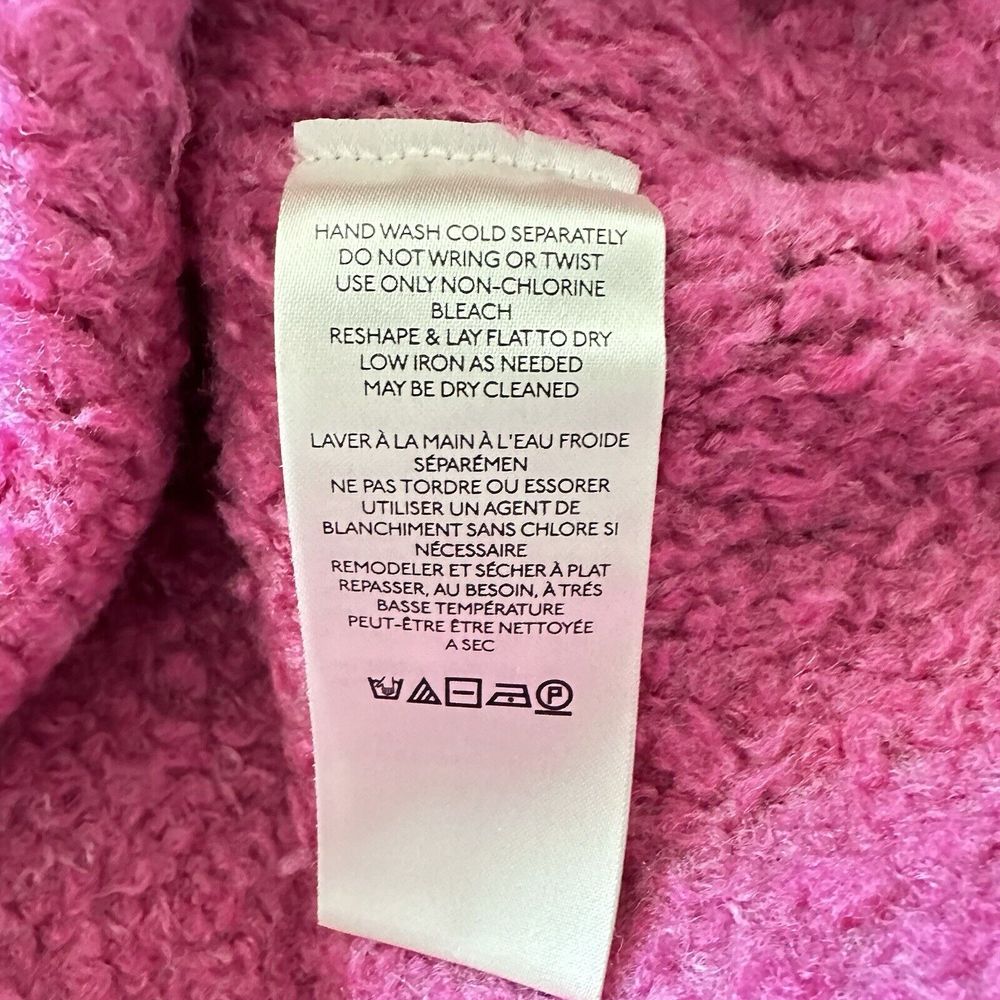 HAND WASH COLD SEPARATELY
DO NOT WRING OR TWIST
USE ONLY NON-CHLORINE
BLEACH
RESHAPE & LAY FLAT TO DRY
LOW IRON AS NEEDED
MAY BE DRY CLEANED
LAVER À LA MAIN À L'EAU FROIDE
SÉPARÉMEN
NE PAS TORDRE OU ESSORER
UTILISER UN AGENT DE
BLANCHIMENT SANS CHLORE SI
NÉCESSAIRE
REMODELER ET SÉCHER À PLAT
REPASSER, AU BESOIN, À TRÉS
BASSE TEMPÉRATURE
PEUT-ÊTRE ÊTRE NETTOYÉE
A SEC
P